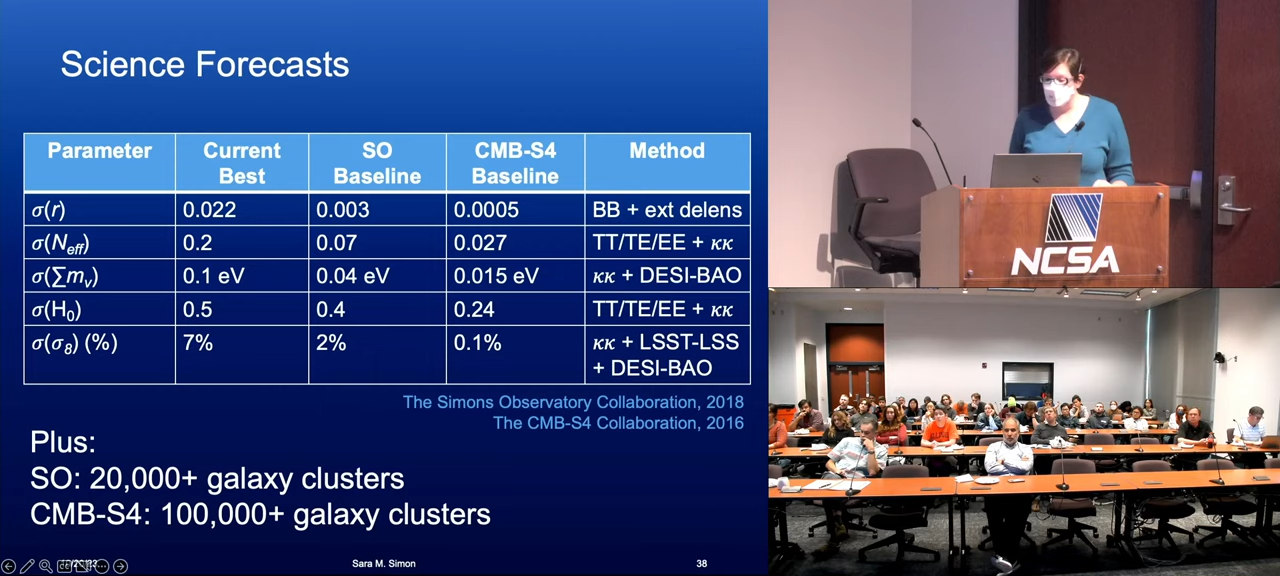 Science Forecasts
Parameter Current Best SO Baseline CMB-S4 Baseline Method
σ(r) 0.022 0.003 0.0005 BB + ext delens
σ(Neff) 0.2 0.07 0.027 TT/TE/EE + κκ
σ(∑mν) 0.1 eV 0.04 eV 0.015 eV κκ + DESI-BAO
σ(H₀) 0.5 0.4 0.24 TT/TE/EE + κκ
σ(σ₈) (%) 7% 2% 0.1% κκ + LSST-LSS + DESI-BAO
The Simons Observatory Collaboration, 2018
The CMB-S4 Collaboration, 2016
Plus:
SO: 20,000+ galaxy clusters
CMB-S4: 100,000+ galaxy clusters
Sara M. Simon
38
NCSA